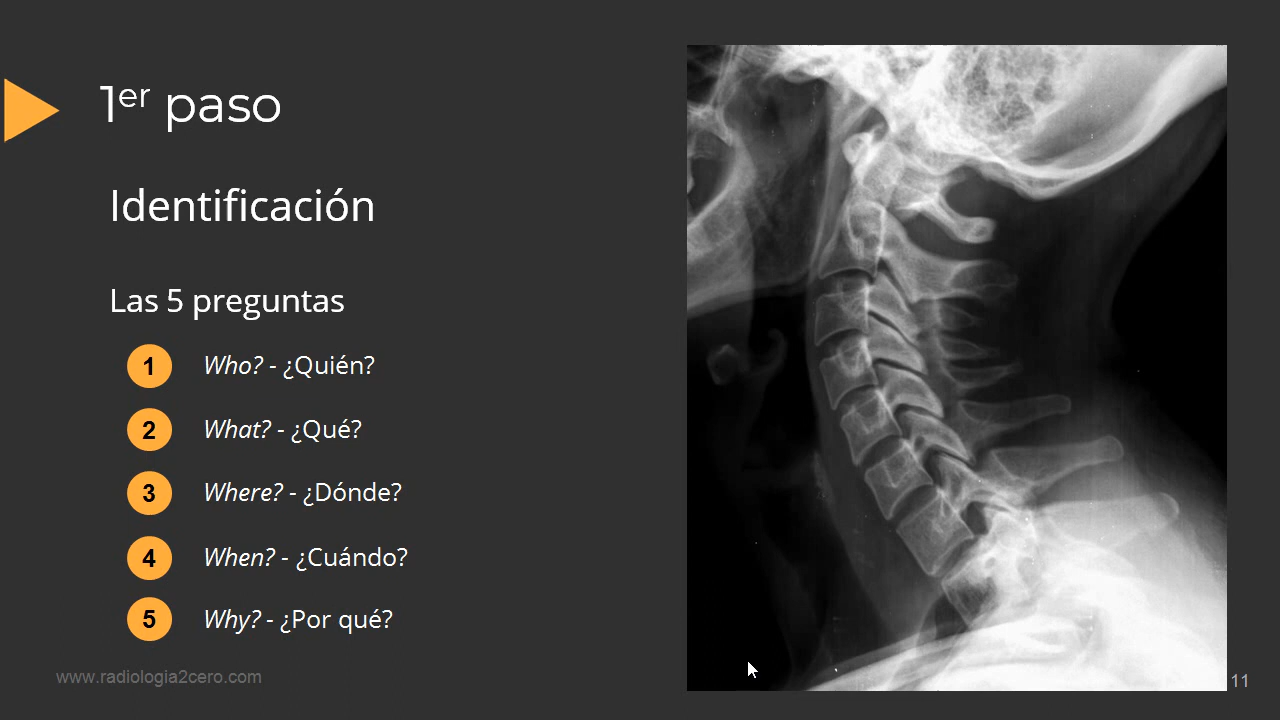 1er paso
Identificación
Las 5 preguntas
1 Who? - ¿Quién?
2 What? - ¿Qué?
3 Where? - ¿Dónde?
4 When? - ¿Cuándo?
5 Why? - ¿Por qué?
www.radiologia2cero.com
11